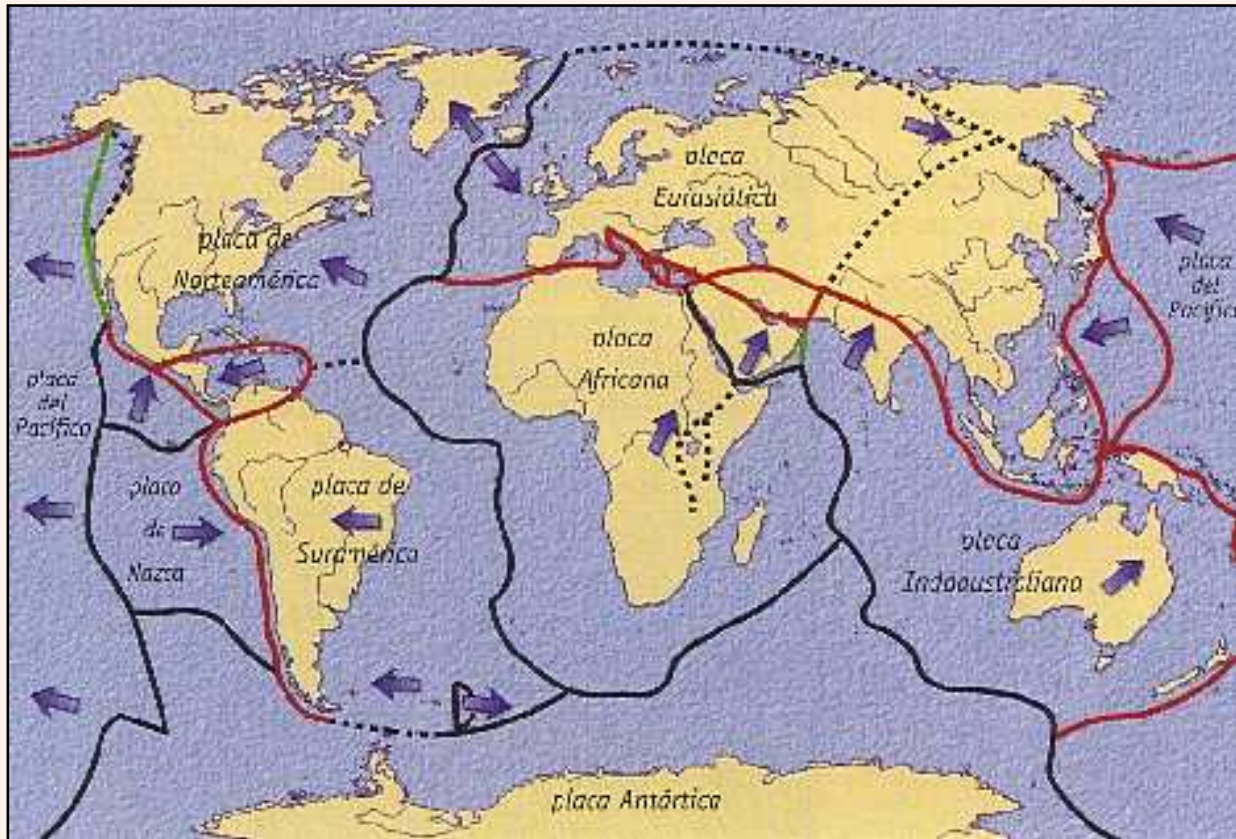 placa
Eurasiática
placa de
Norteamérica
placa
del
Pacífico
placa
Africana
placa
del
Pacífico
placa
de
Nazca
placa de
Suramérica
placa
Indoaustraliana
placa Antártica